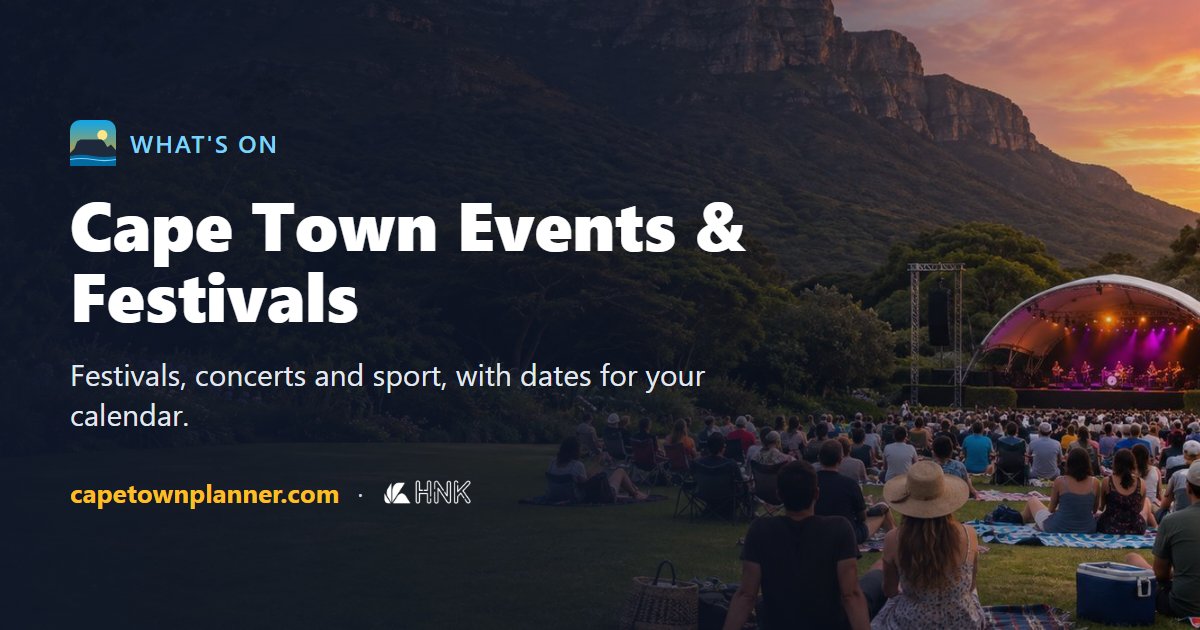 WHAT'S ON
Cape Town Events &
Festivals
Festivals, concerts and sport, with dates for your
calendar.
capetownplanner.com · HNK